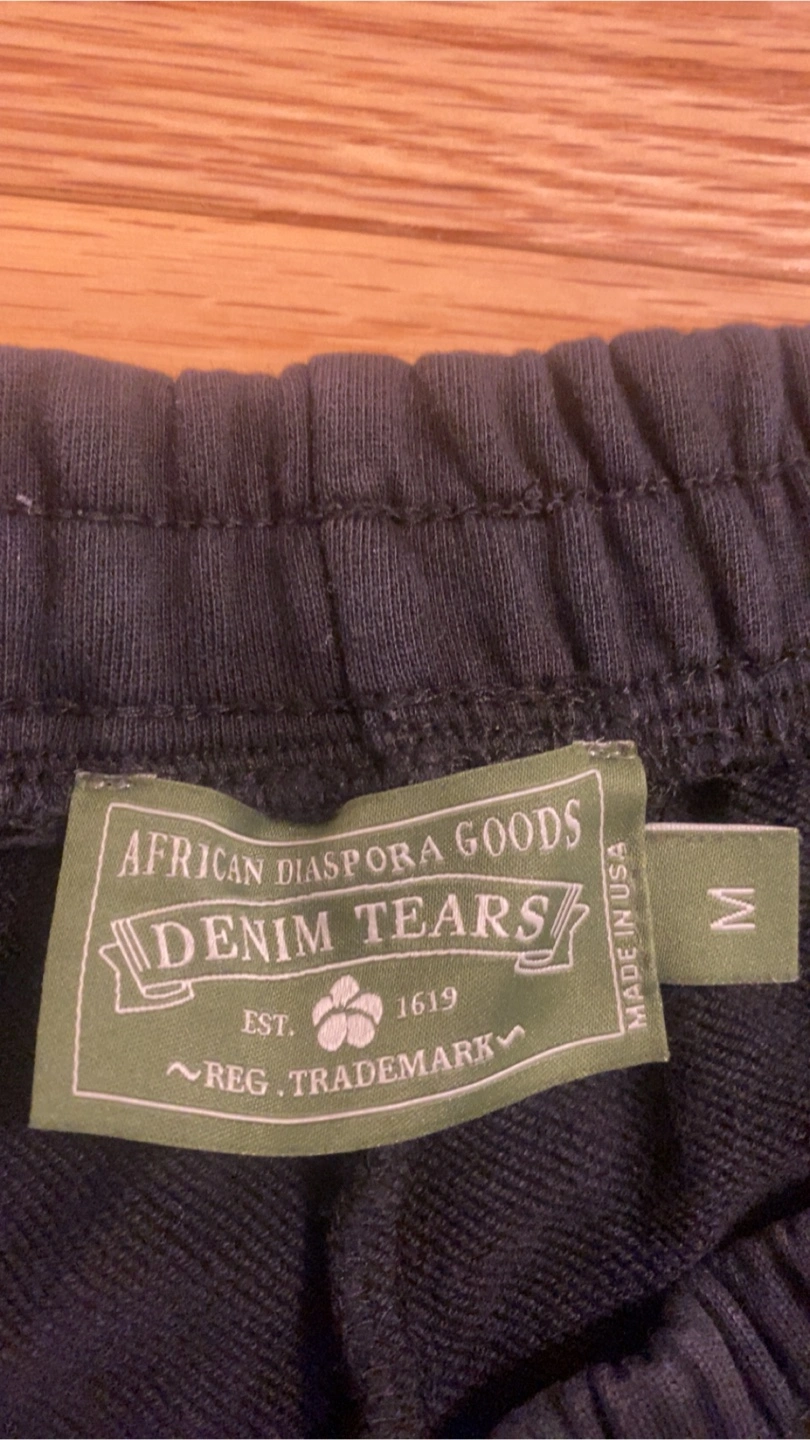 AFRICAN DIASPORA GOODS
DENIM TEARS
EST. 1619
~REG.TRADEMARK~
MADE IN USA
M